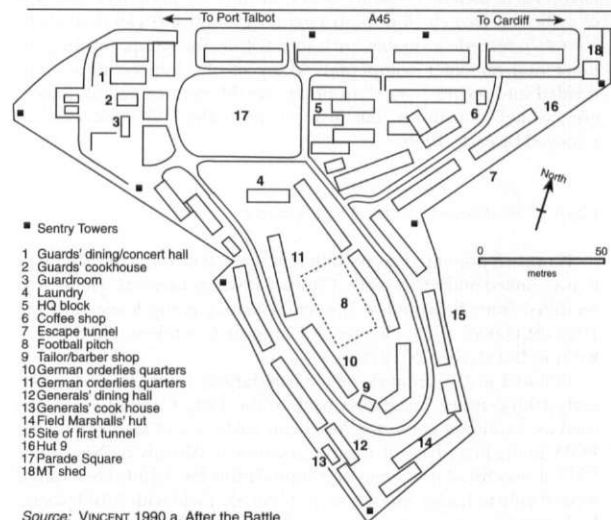 To Port Talbot A45 To Cardiff
18
1
2
3
17
5
6
16
7
North
4
11
8
0 50
metres
15
10
9
12
14
13
Sentry Towers
1 Guards' dining/concert hall
2 Guards' cookhouse
3 Guardroom
4 Laundry
5 HQ block
6 Coffee shop
7 Escape tunnel
8 Football pitch
9 Tailor/barber shop
10 German orderlies quarters
11 German orderlies quarters
12 Generals' dining hall
13 Generals' cook house
14 Field Marshalls' hut
15 Site of first tunnel
16 Hut 9
17 Parade Square
18 MT shed
Source: VINCENT 1990 a. After the Battle